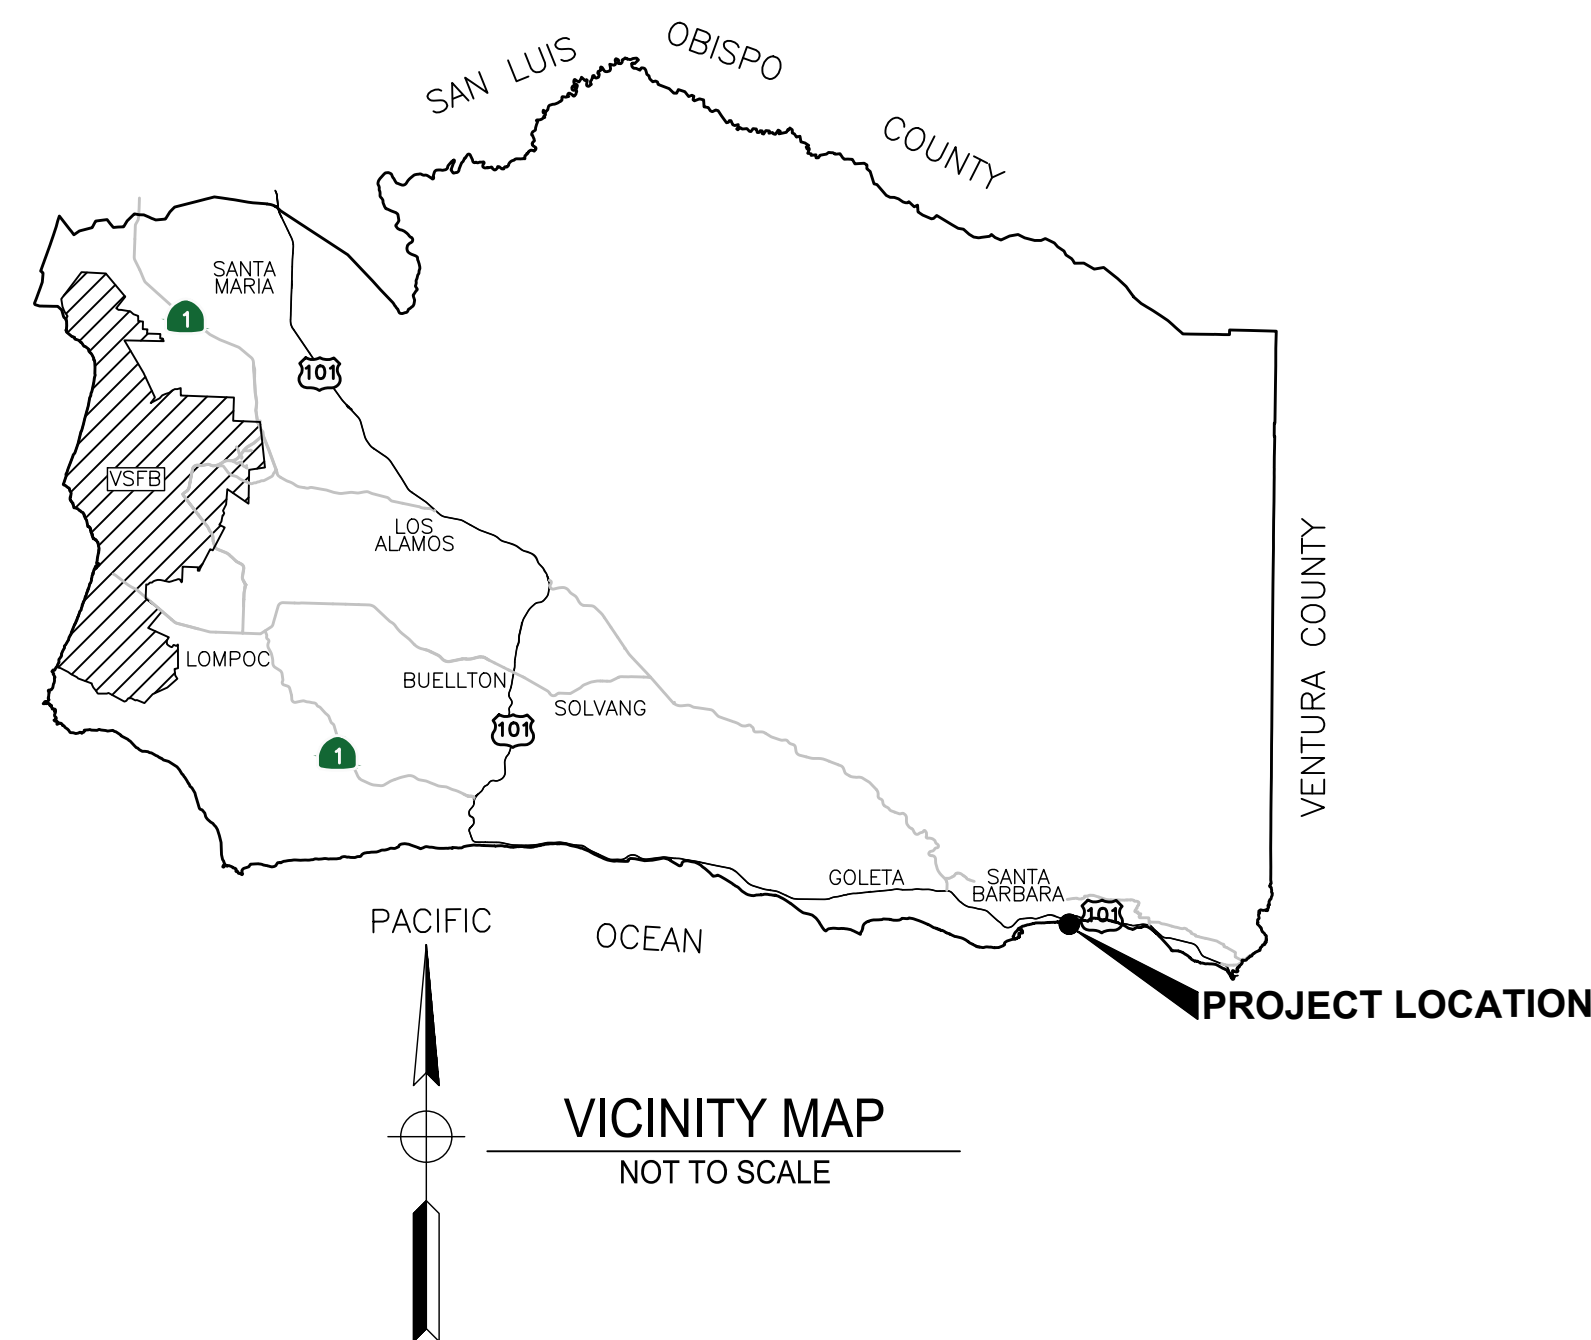 SAN LUIS OBISPO COUNTY
SANTA
MARIA
1
101
VSFB
LOS
ALAMOS
VENTURA COUNTY
LOMPOC
BUELLTON
SOLVANG
101
1
GOLETA
SANTA
BARBARA
101
PACIFIC OCEAN
PROJECT LOCATION
VICINITY MAP
NOT TO SCALE